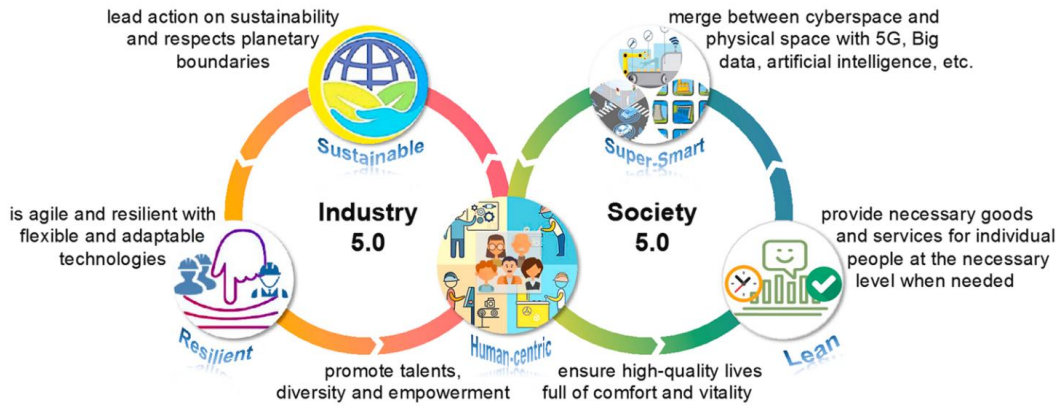 lead action on sustainability
and respects planetary
boundaries
merge between cyberspace and
physical space with 5G, Big
data, artificial intelligence, etc.
Sustainable
Super-Smart
is agile and resilient with
flexible and adaptable
technologies
Industry
5.0
Society
5.0
provide necessary goods
and services for individual
people at the necessary
level when needed
Resilient
Human-centric
Lean
promote talents,
diversity and empowerment
ensure high-quality lives
full of comfort and vitality